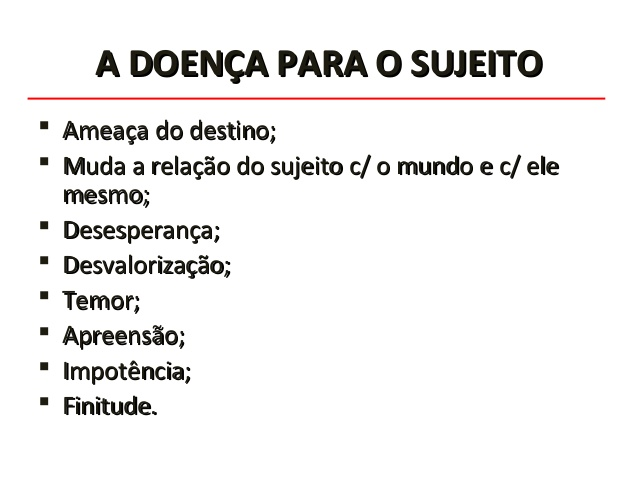 A DOENÇA PARA O SUJEITO
Ameaça do destino;
Muda a relação do sujeito c/ o mundo e c/ ele
mesmo;
Desesperança;
Desvalorização;
Temor;
Apreensão;
Impotência;
Finitude.